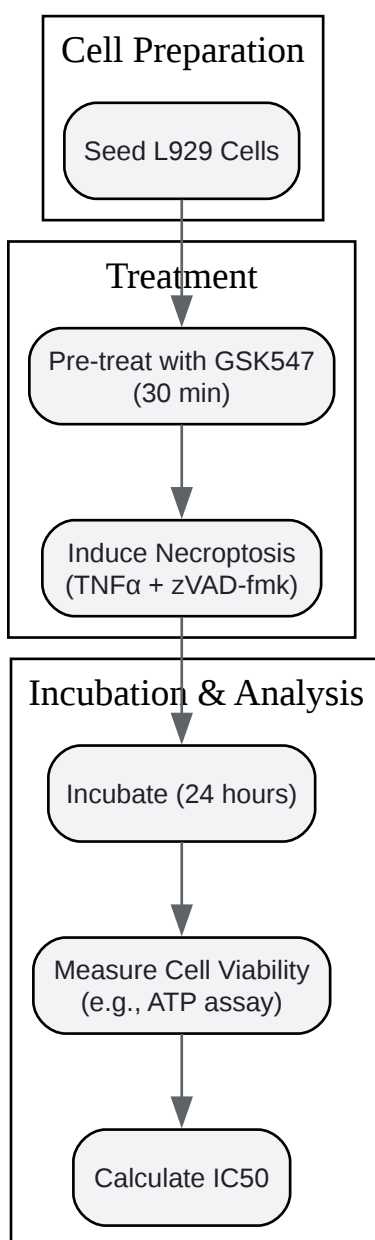 Cell Preparation
Seed L929 Cells
Treatment
Pre-treat with GSK547
(30 min)
Induce Necroptosis
(TNFα + zVAD-fmk)
Incubation & Analysis
Incubate (24 hours)
Measure Cell Viability
(e.g., ATP assay)
Calculate IC50